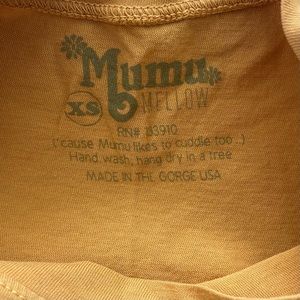 Mumu
XS
MELLOW
RN# 133910
('cause Mumu likes to cuddle too..)
Hand wash, hang dry in a tree
MADE IN THE GORGE USA